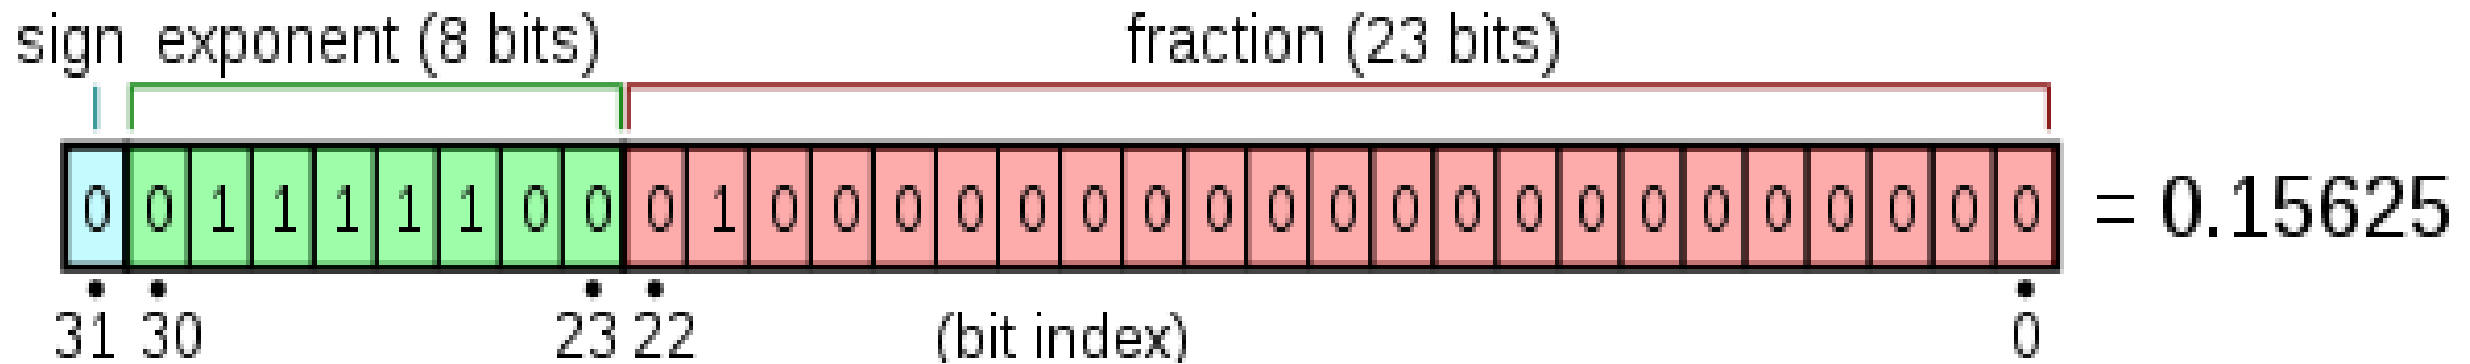 sign exponent (8 bits) fraction (23 bits)
0 0 1 1 1 1 1 0 0 0 1 0 0 0 0 0 0 0 0 0 0 0 0 0 0 0 0 0 0 0 0 0 = 0.15625
31 30 23 22 (bit index) 0